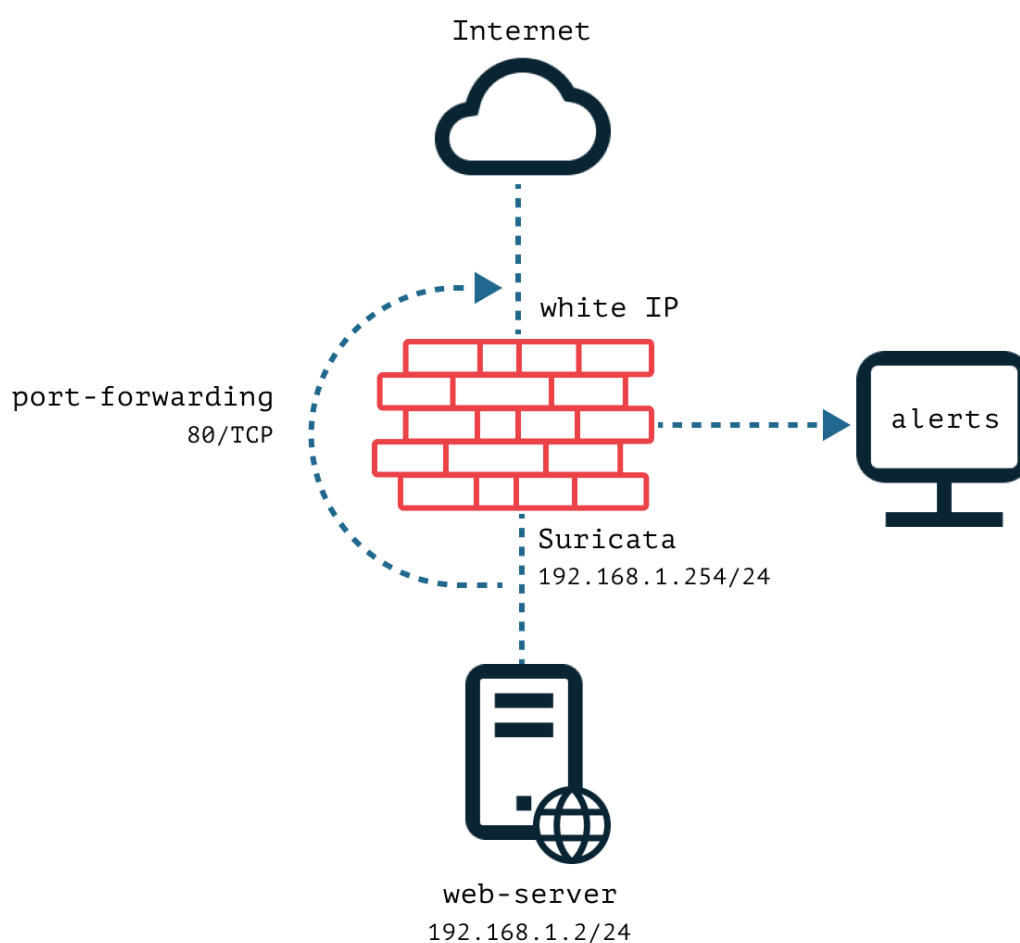 Internet
white IP
port-forwarding
80/TCP
alerts
Suricata
192.168.1.254/24
web-server
192.168.1.2/24